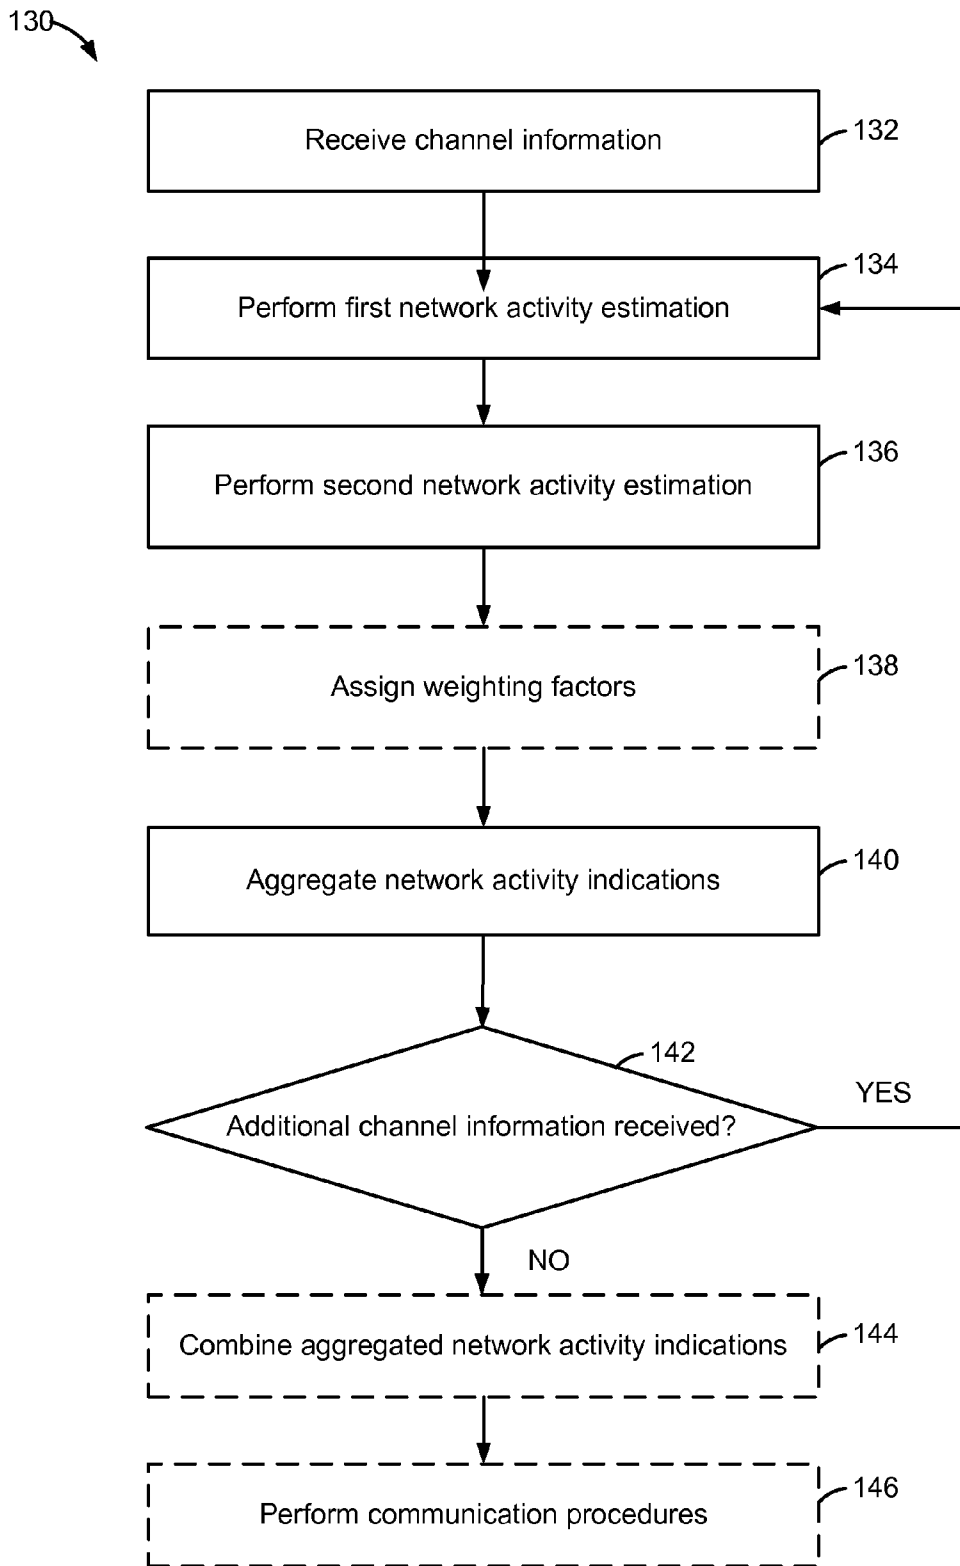 130
Receive channel information
132
134
Perform first network activity estimation
136
Perform second network activity estimation
138
Assign weighting factors
140
Aggregate network activity indications
142
YES
Additional channel information received?
NO
144
Combine aggregated network activity indications
146
Perform communication procedures